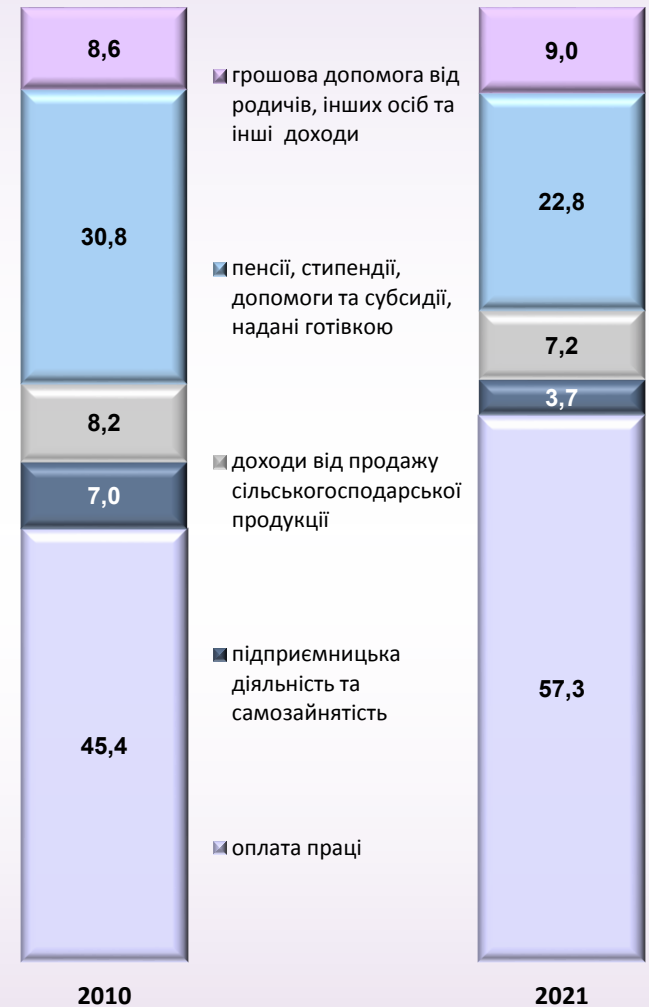 8,6
30,8
8,2
7,0
45,4
2010
грошова допомога від
родичів, інших осіб та
інші доходи
пенсії, стипендії,
допомоги та субсидії,
надані готівкою
доходи від продажу
сільськогосподарської
продукції
підприємницька
діяльність та
самозайнятість
оплата праці
9,0
22,8
7,2
3,7
57,3
2021